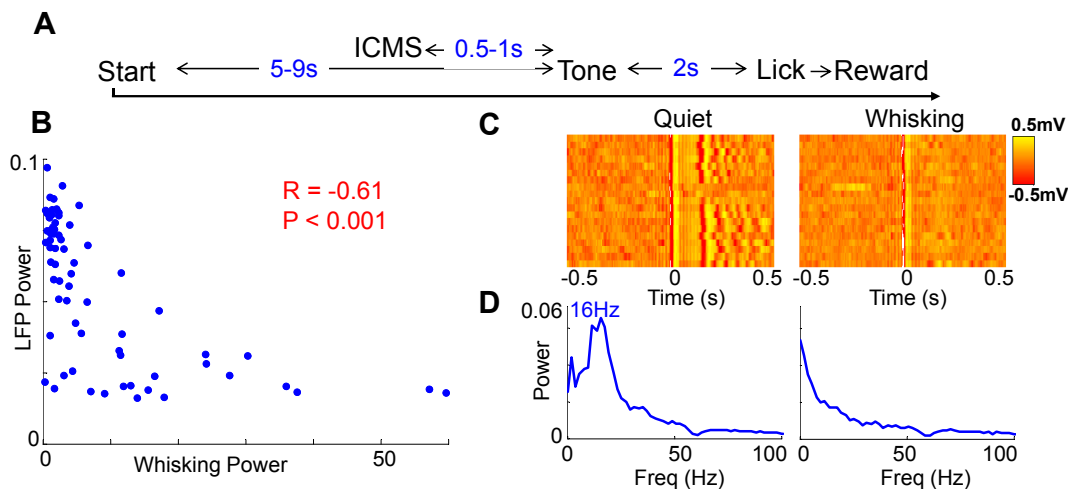 A
ICMS 0.5-1s
Start 5-9s Tone 2s Lick Reward
B
0.1
R = -0.61
P < 0.001
LFP Power
0
0 50
Whisking Power
C
Quiet Whisking
0.5mV
-0.5mV
-0.5 0 0.5 -0.5 0 0.5
Time (s) Time (s)
D
0.06 16Hz
Power
0
0 50 100 0 50 100
Freq (Hz) Freq (Hz)